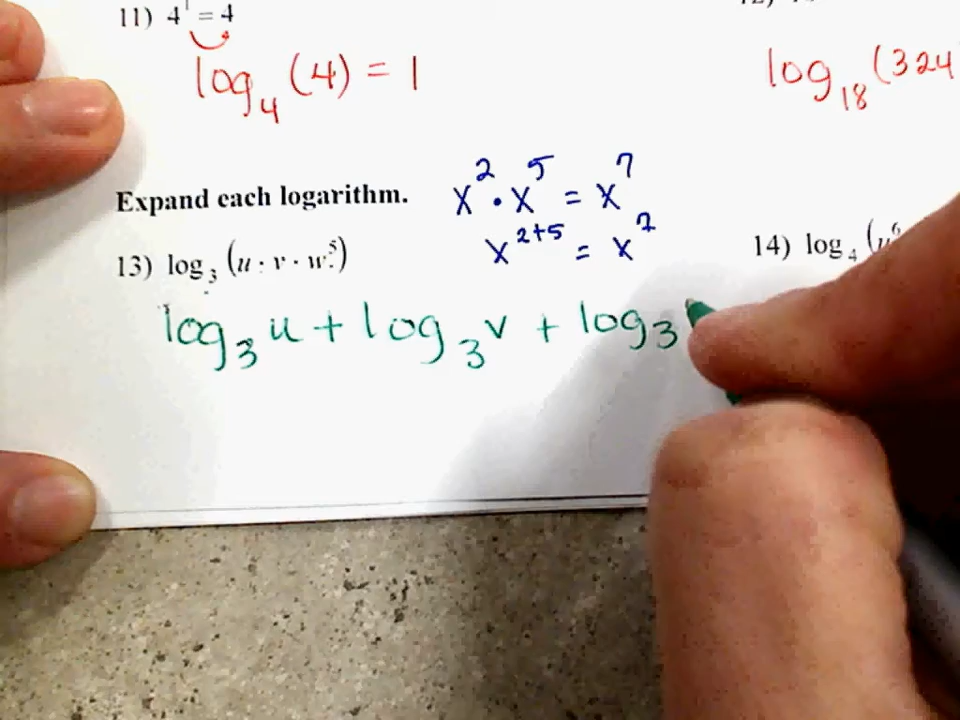 11) 4¹ = 4
log₄ (4) = 1
log₁₈ (324
Expand each logarithm.
x² · x⁵ = x⁷
x²⁺⁵ = x⁷
13) log₃ (u · v · w⁵)
14) log₄ (u⁶
log₃ u + log₃ v + log₃